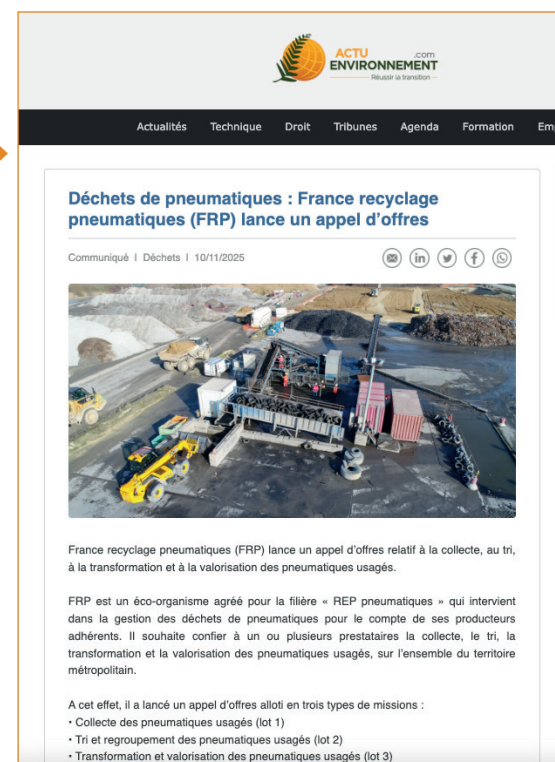 ACTU .com
ENVIRONNEMENT
Réussir la transition
Actualités Technique Droit Tribunes Agenda Formation
Déchets de pneumatiques : France recyclage
pneumatiques (FRP) lance un appel d’offres
Communiqué I Déchets I 10/11/2025
France recyclage pneumatiques (FRP) lance un appel d’offres relatif à la collecte, au tri,
à la transformation et à la valorisation des pneumatiques usagés.
FRP est un éco-organisme agréé pour la filière « REP pneumatiques » qui intervient
dans la gestion des déchets de pneumatiques pour le compte de ses producteurs
adhérents. Il souhaite confier à un ou plusieurs prestataires la collecte, le tri, la
transformation et la valorisation des pneumatiques usagés, sur l’ensemble du territoire
métropolitain.
A cet effet, il a lancé un appel d’offres alloti en trois types de missions :
• Collecte des pneumatiques usagés (lot 1)
• Tri et regroupement des pneumatiques usagés (lot 2)
• Transformation et valorisation des pneumatiques usagés (lot 3)